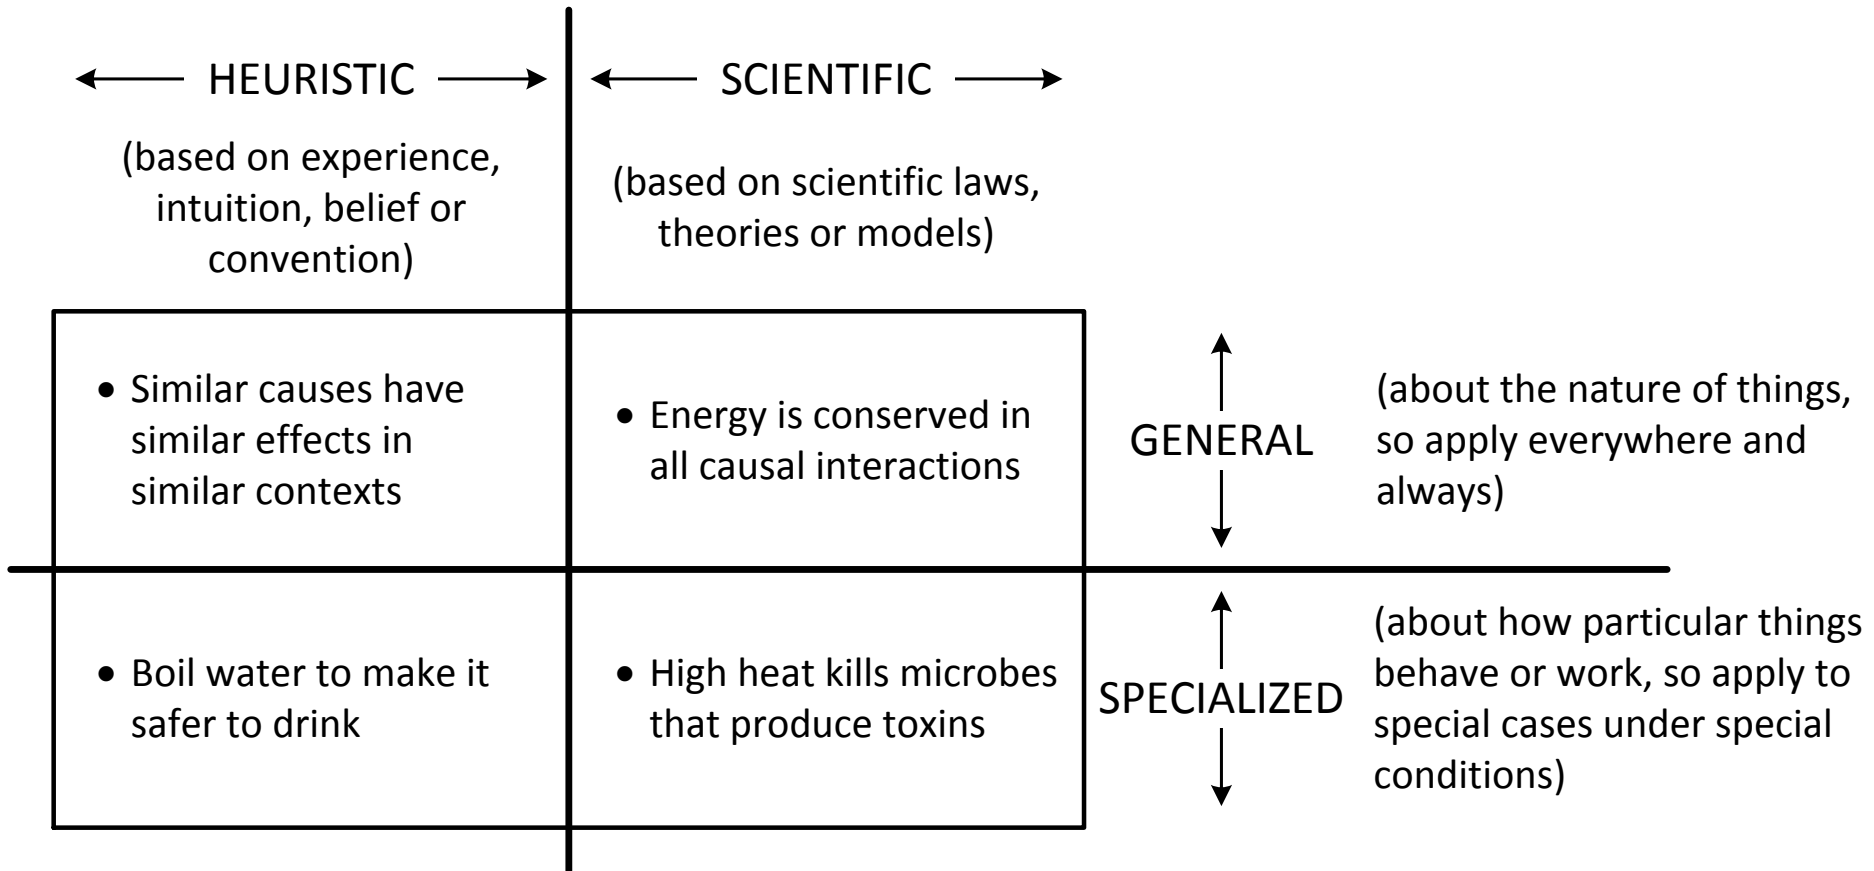 HEURISTIC
(based on experience,
intuition, belief or
convention)
SCIENTIFIC
(based on scientific laws,
theories or models)
• Similar causes have
similar effects in
similar contexts
• Energy is conserved in
all causal interactions
GENERAL
(about the nature of things,
so apply everywhere and
always)
• Boil water to make it
safer to drink
• High heat kills microbes
that produce toxins
SPECIALIZED
(about how particular things
behave or work, so apply to
special cases under special
conditions)